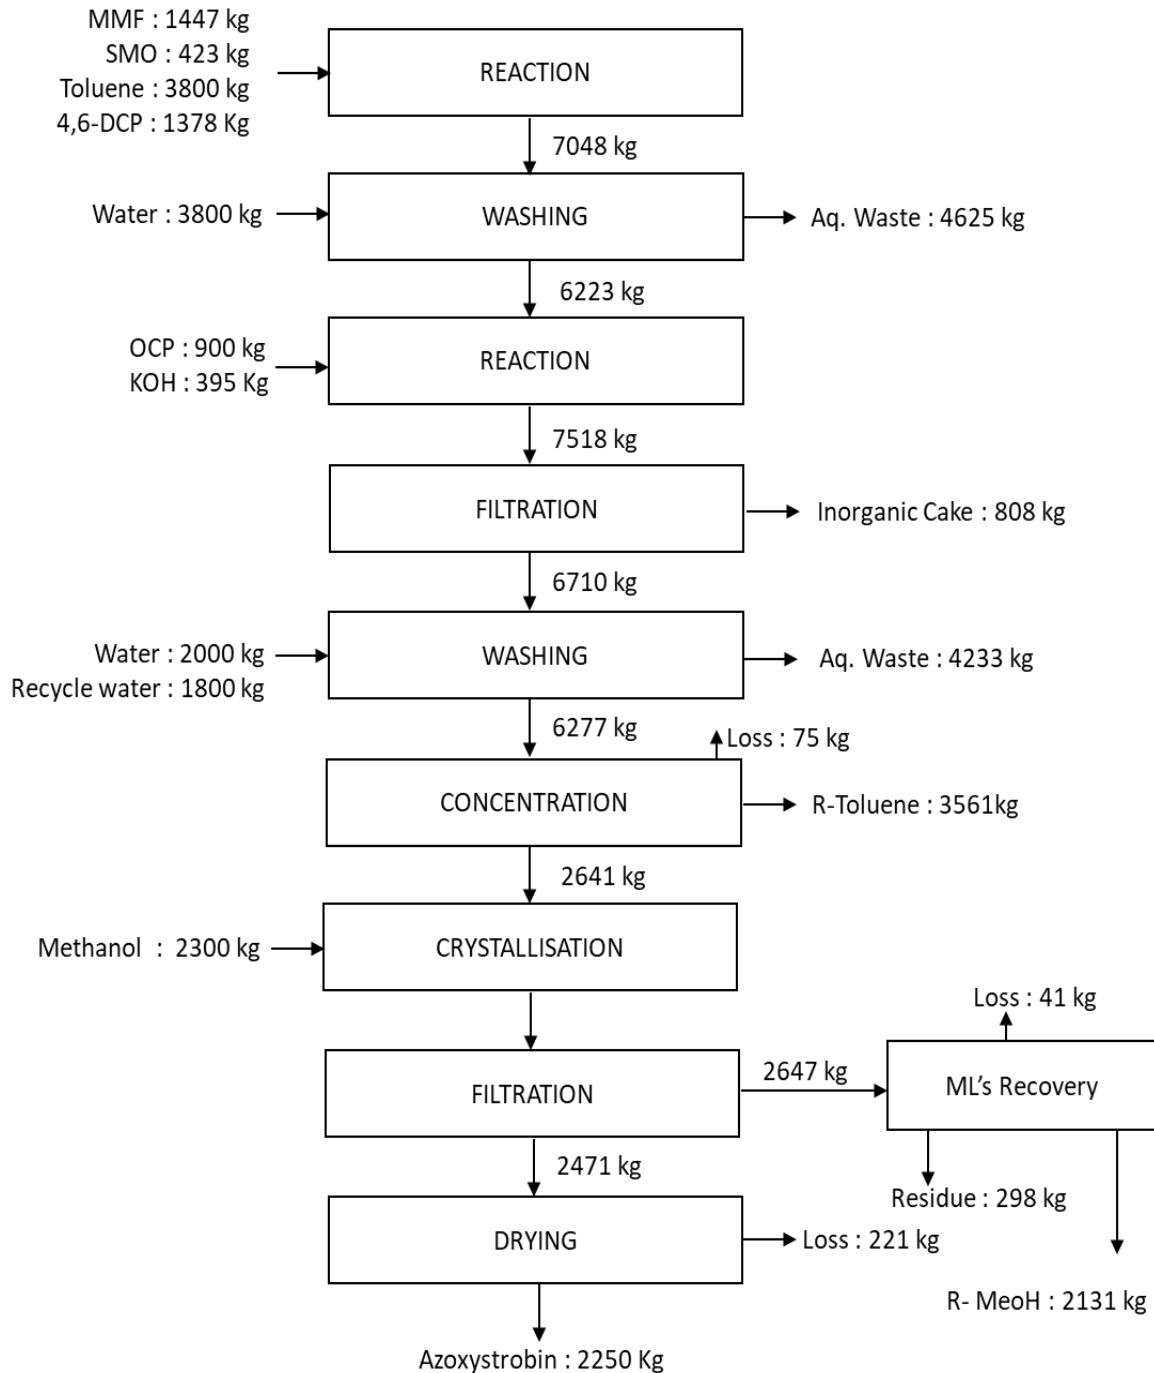 MMF : 1447 kg
SMO : 423 kg
Toluene : 3800 kg
4,6-DCP : 1378 Kg
REACTION
7048 kg
Water : 3800 kg
WASHING
Aq. Waste : 4625 kg
6223 kg
OCP : 900 kg
KOH : 395 Kg
REACTION
7518 kg
FILTRATION
Inorganic Cake : 808 kg
6710 kg
Water : 2000 kg
Recycle water : 1800 kg
WASHING
Aq. Waste : 4233 kg
6277 kg
Loss : 75 kg
CONCENTRATION
R-Toluene : 3561kg
2641 kg
Methanol : 2300 kg
CRYSTALLISATION
Loss : 41 kg
FILTRATION
2647 kg
ML's Recovery
2471 kg
Residue : 298 kg
DRYING
Loss : 221 kg
R- MeoH : 2131 kg
Azoxystrobin : 2250 Kg